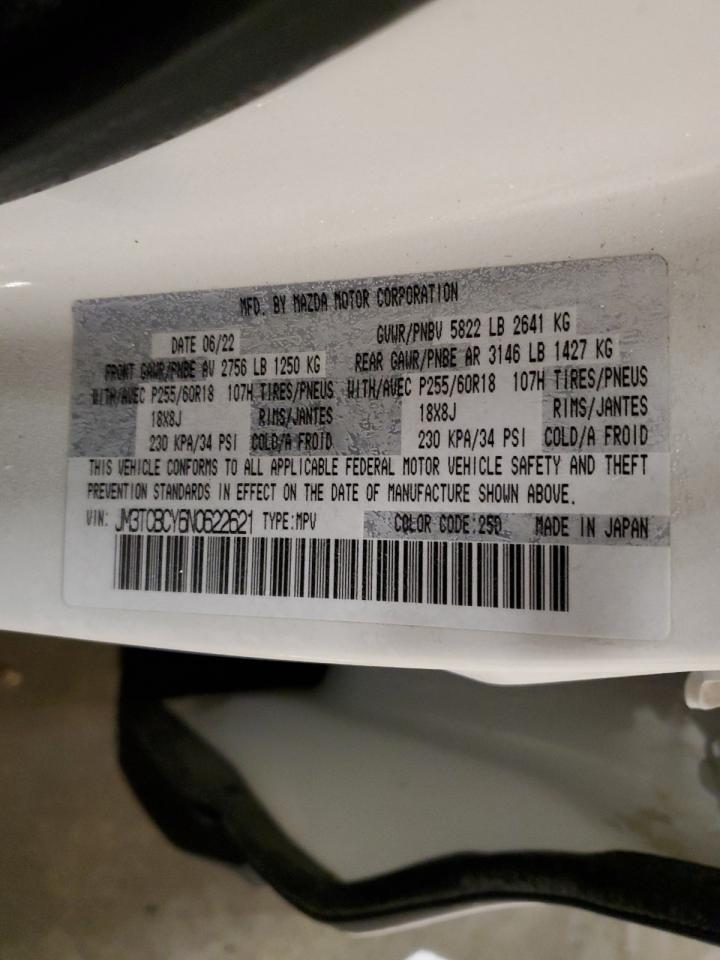 MFD. BY MAZDA MOTOR CORPORATION
DATE 06/22 GVWR/PNBV 5822 LB 2641 KG
FRONT GAWR/PNBE AV 2756 LB 1250 KG REAR GAWR/PNBE AR 3146 LB 1427 KG
WITH/AVEC P255/60R18 107H TIRES/PNEUS WITH/AVEC P255/60R18 107H TIRES/PNEUS
18X8J RIMS/JANTES 18X8J RIMS/JANTES
230 KPA/34 PSI COLD/A FROID 230 KPA/34 PSI COLD/A FROID
THIS VEHICLE CONFORMS TO ALL APPLICABLE FEDERAL MOTOR VEHICLE SAFETY AND THEFT
PREVENTION STANDARDS IN EFFECT ON THE DATE OF MANUFACTURE SHOWN ABOVE.
VIN: JM3TCBCY6N0622621 TYPE:MPV COLOR CODE:25D MADE IN JAPAN